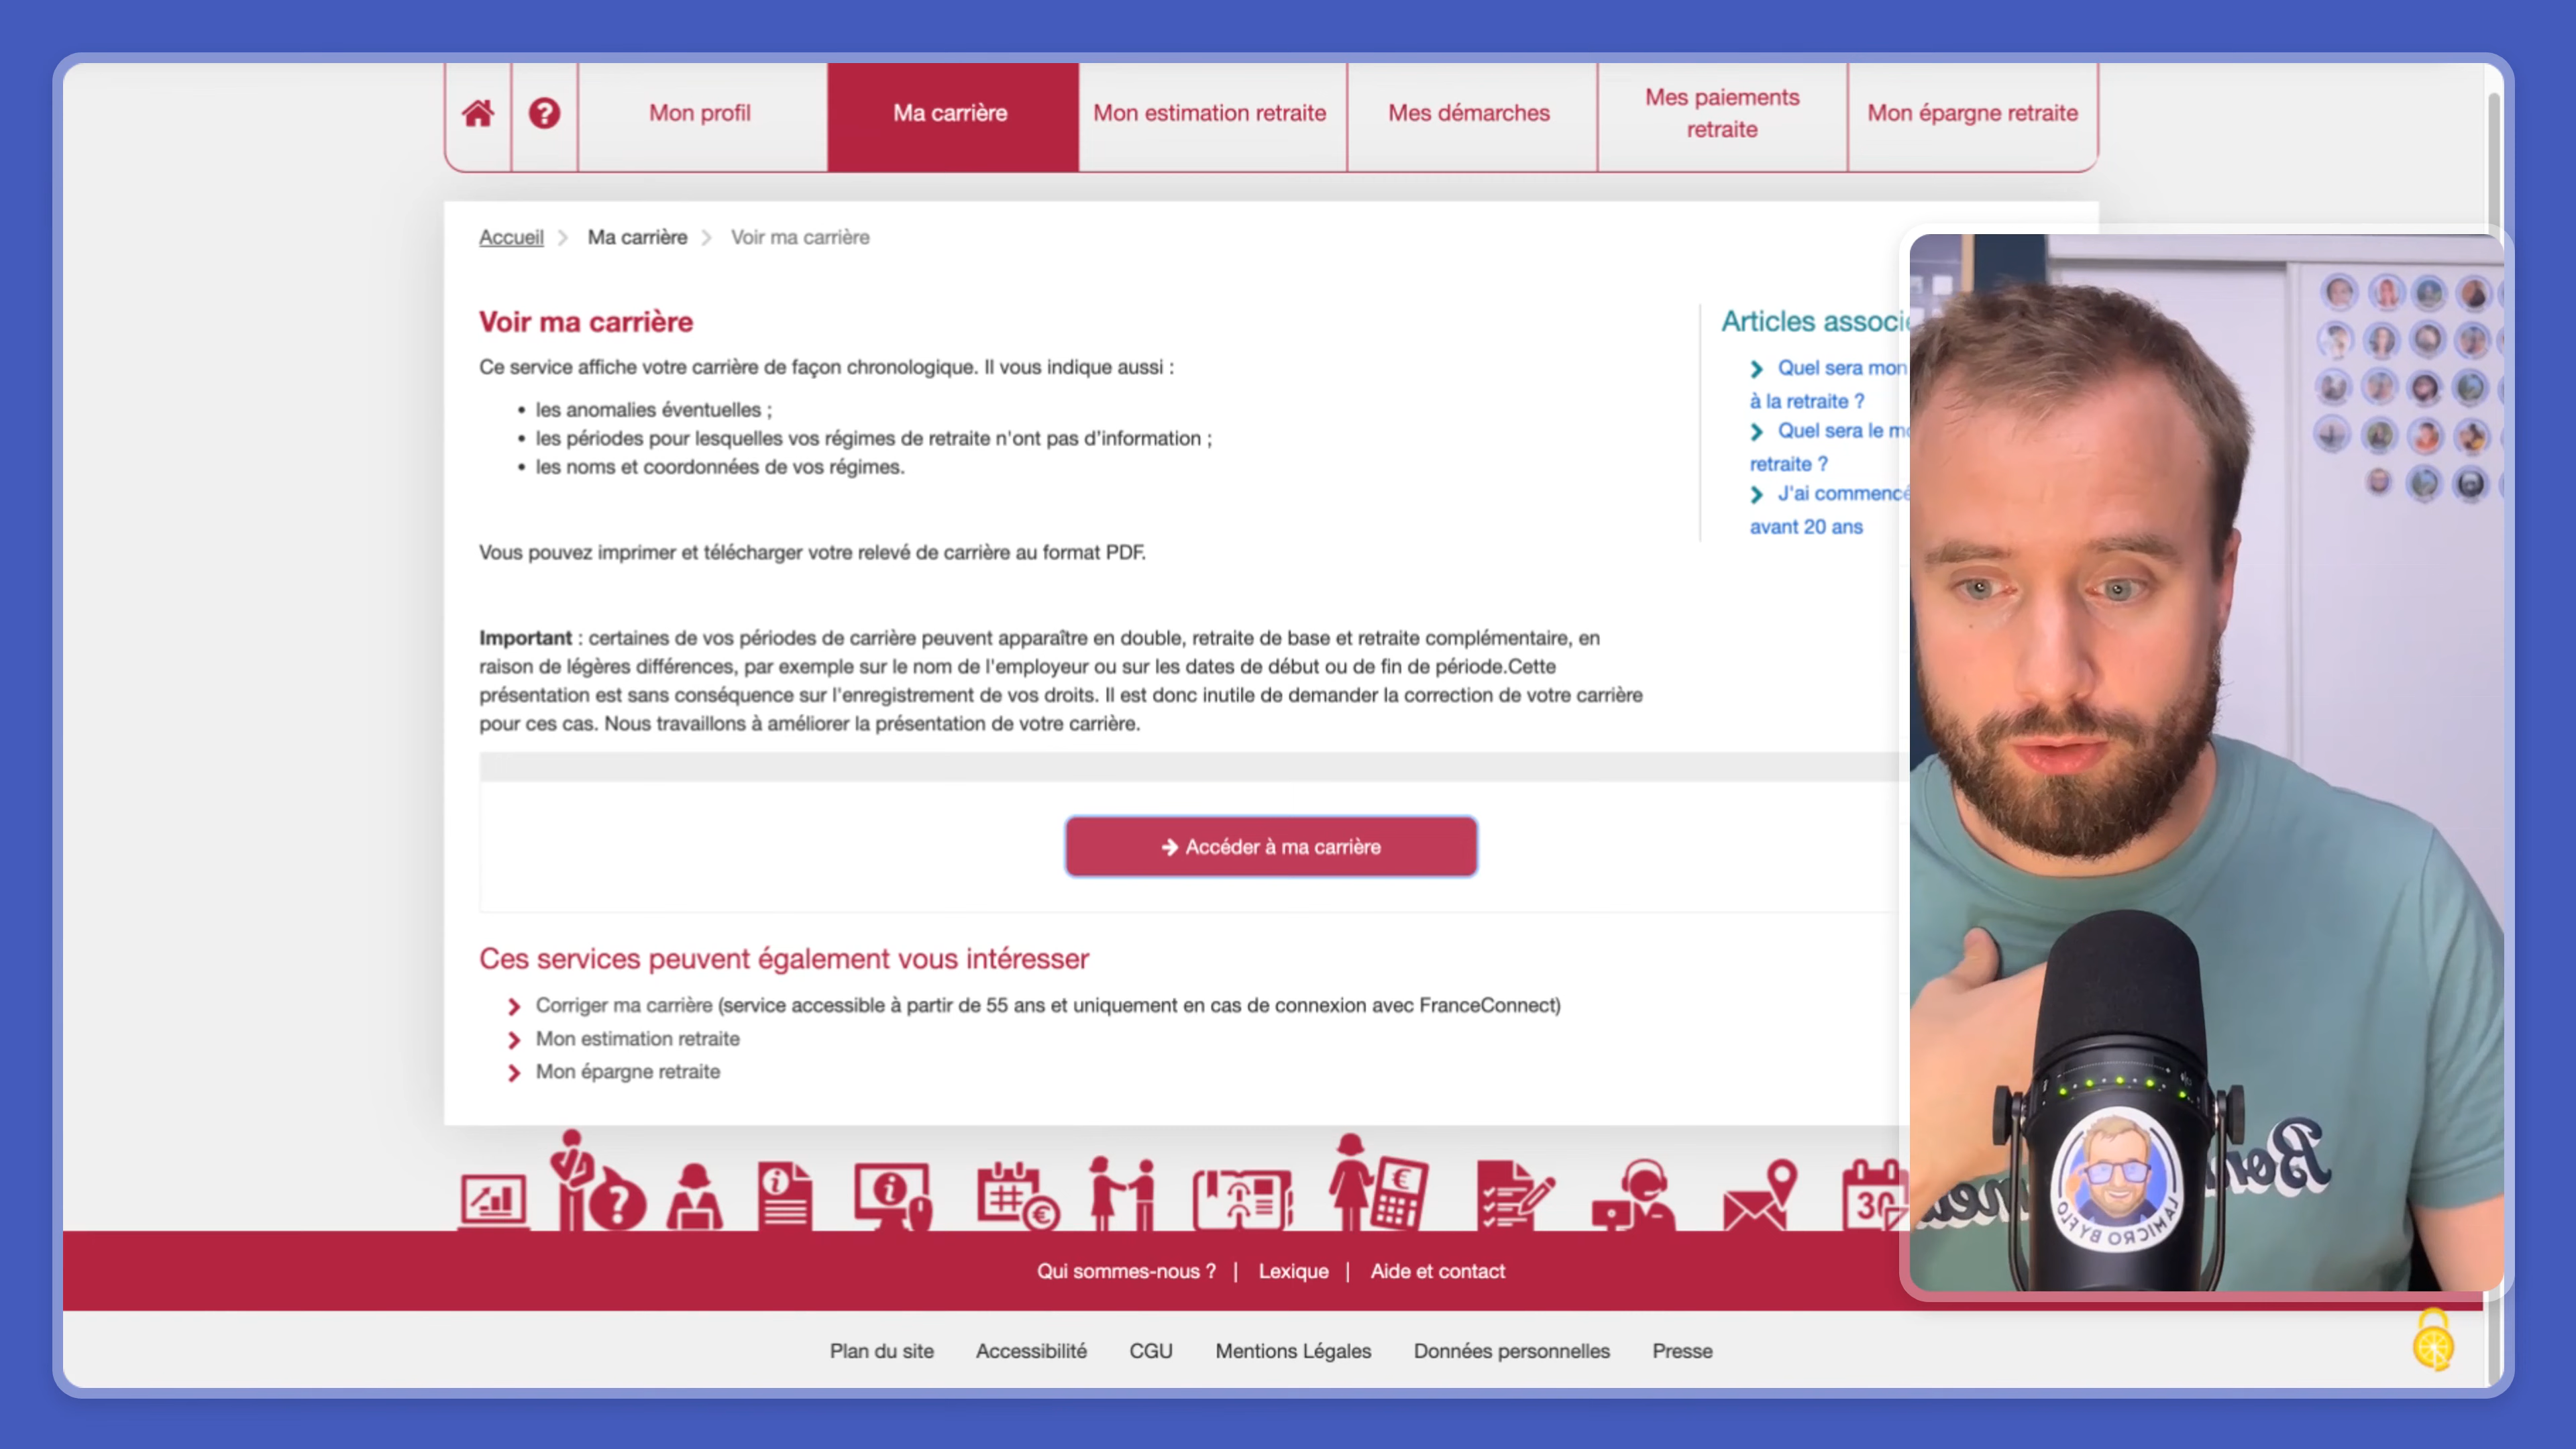 Mon profil
Ma carrière
Mon estimation retraite
Mes démarches
Mes paiements
retraite
Mon épargne retraite
Accueil
Ma carrière
Voir ma carrière
Voir ma carrière
Ce service affiche votre carrière de façon chronologique. Il vous indique aussi :
• les anomalies éventuelles ;
• les périodes pour lesquelles vos régimes de retraite n'ont pas d'information ;
• les noms et coordonnées de vos régimes.
Vous pouvez imprimer et télécharger votre relevé de carrière au format PDF.
Important : certaines de vos périodes de carrière peuvent apparaître en double, retraite de base et retraite complémentaire, en
raison de légères différences, par exemple sur le nom de l'employeur ou sur les dates de début ou de fin de période.Cette
présentation est sans conséquence sur l'enregistrement de vos droits. Il est donc inutile de demander la correction de votre carrière
pour ces cas. Nous travaillons à améliorer la présentation de votre carrière.
Articles
Quel sera mon
à la retraite ?
Quel sera le
retraite ?
J'ai
avant 20 ans
Accéder à ma carrière
Ces services peuvent également vous intéresser
Corriger ma carrière (service accessible à partir de 55 ans et uniquement en cas de connexion avec FranceConnect)
Mon estimation retraite
Mon épargne retraite
30
LA MICRO BY FLO
Qui sommes-nous ? | Lexique | Aide et contact
Plan du site
Accessibilité
CGU
Mentions Légales
Données personnelles
Presse